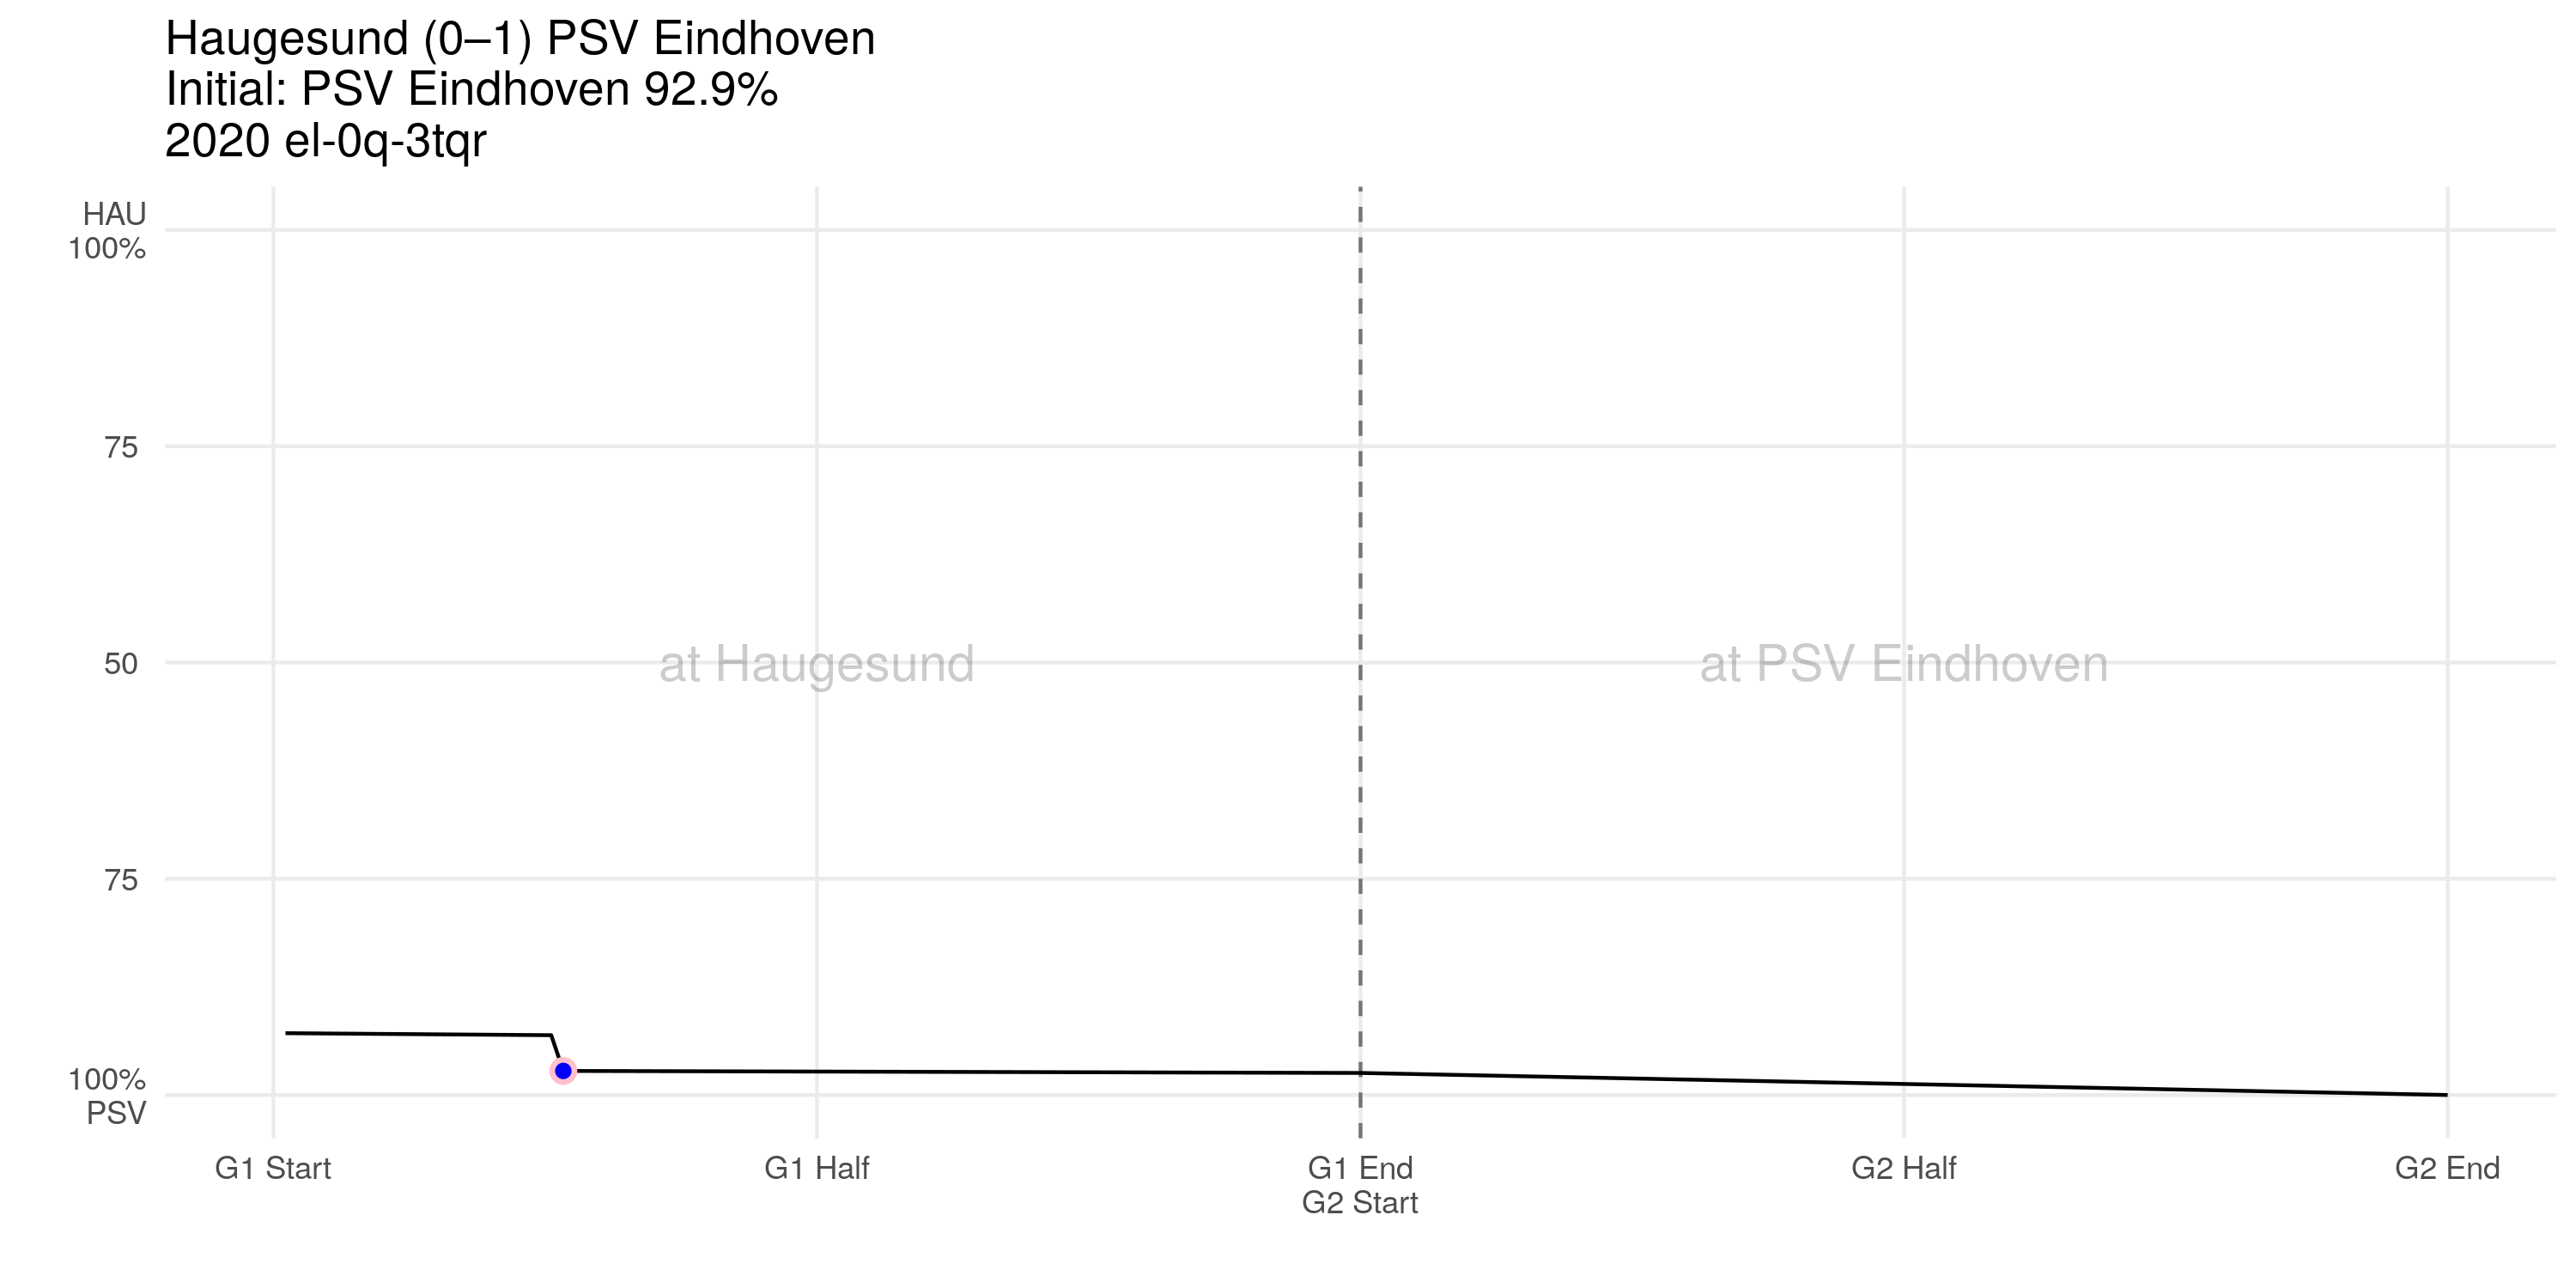 Haugesund (0–1) PSV Eindhoven
Initial: PSV Eindhoven 92.9%
2020 el-0q-3tqr
HAU
100%
75
50
75
100%
PSV
at Haugesund
at PSV Eindhoven
G1 Start
G1 Half
G1 End
G2 Start
G2 Half
G2 End